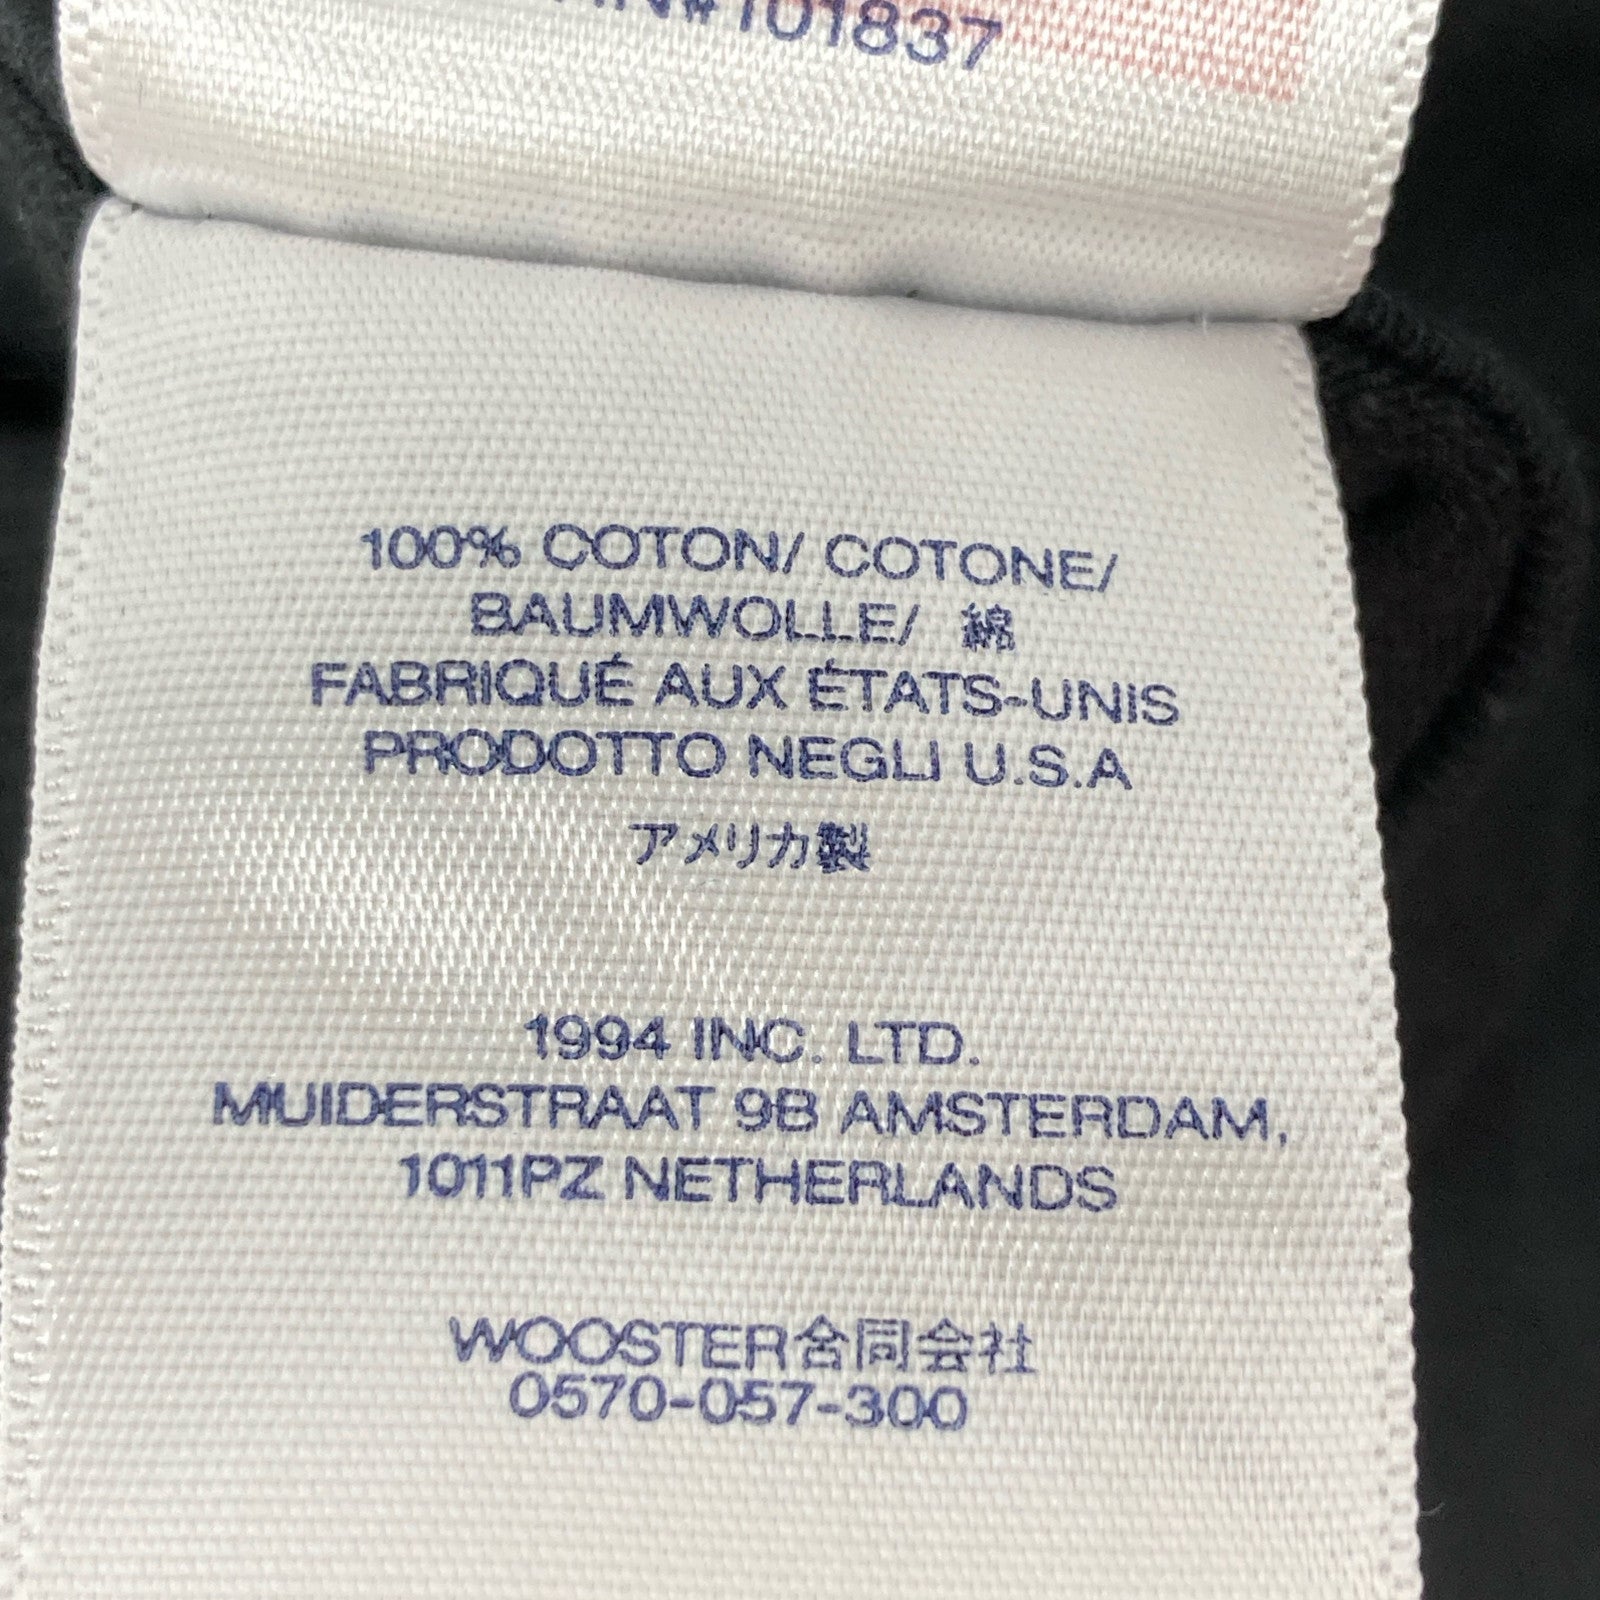 RN#101837
100% COTON/ COTONE/
BAUMWOLLE/ 綿
FABRIQUÉ AUX ÉTATS-UNIS
PRODOTTO NEGLI U.S.A
アメリカ製
1994 INC. LTD.
MUIDERSTRAAT 9B AMSTERDAM,
1011PZ NETHERLANDS
WOOSTER合同会社
0570-057-300